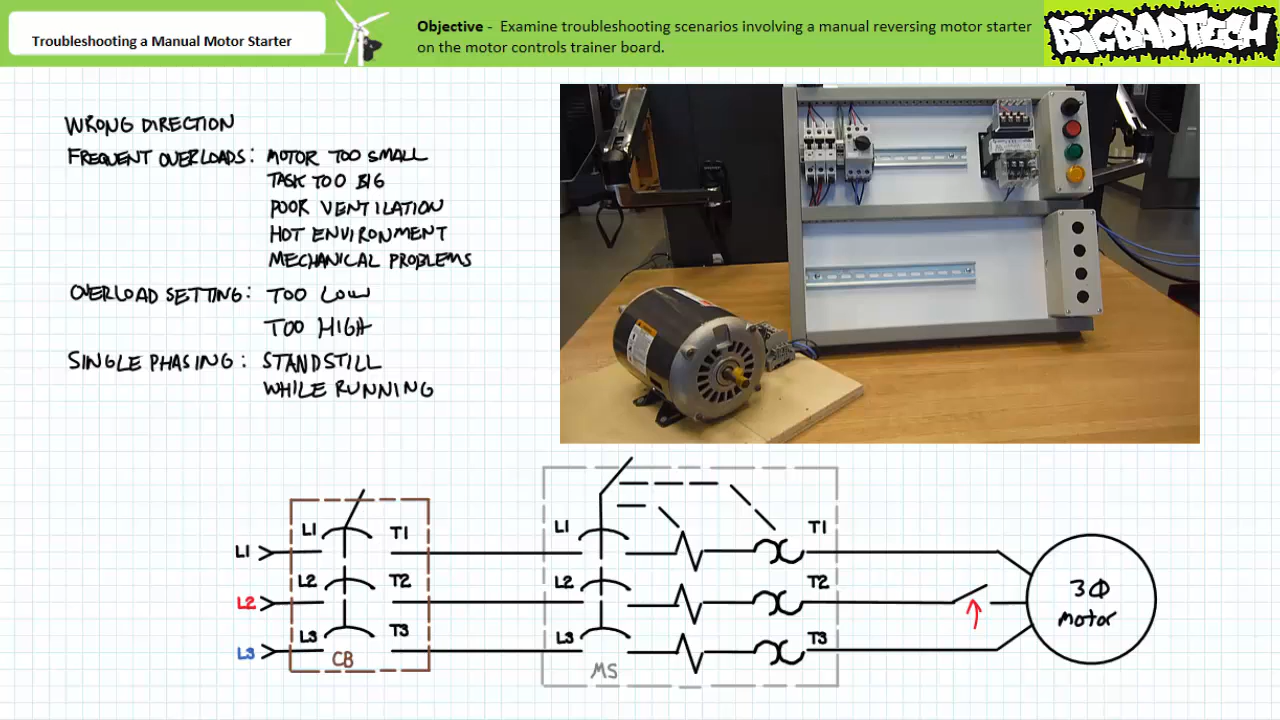 Troubleshooting a Manual Motor Starter
Objective - Examine troubleshooting scenarios involving a manual reversing motor starter
on the motor controls trainer board.
BIGBADTECH
WRONG DIRECTION
FREQUENT OVERLOADS: MOTOR TOO SMALL
TASK TOO BIG
POOR VENTILATION
HOT ENVIRONMENT
MECHANICAL PROBLEMS
OVERLOAD SETTING: TOO LOW
TOO HIGH
SINGLE PHASING: STANDSTILL
WHILE RUNNING
L1 L1 T1 L1 T1
L2 L2 T2 L2 T2
L3 L3 T3 L3 T3
CB
MS
3Φ
motor